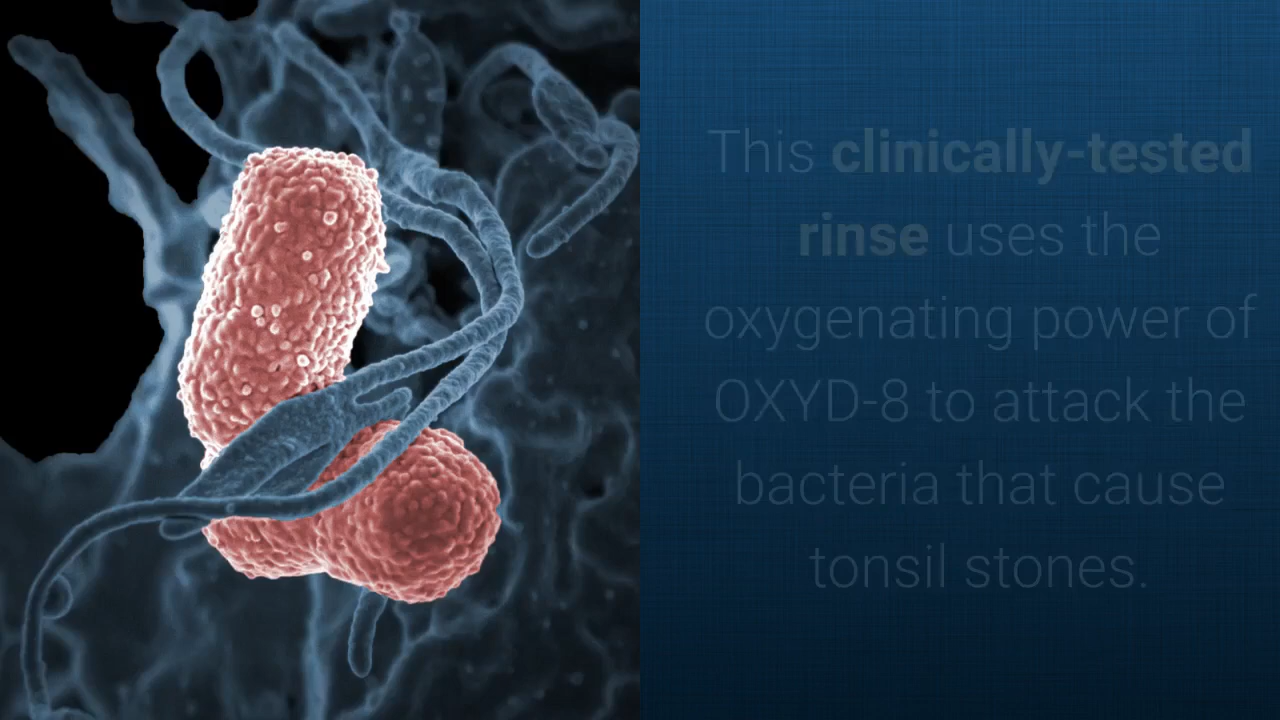 This clinically-tested
rinse uses the
oxygenating power of
OXYD-8 to attack the
bacteria that cause
tonsil stones.